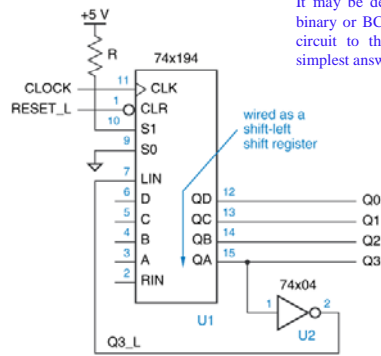 It may be de
binary or BC
circuit to th
simplest answ
+5 V
R
74x194
CLOCK
11
CLK
RESET_L
1
CLR
10
S1
9
S0
wired as a
shift-left
shift register
7
LIN
6
D
QD
12
Q0
5
C
QC
13
Q1
4
B
QB
14
Q2
3
A
QA
15
Q3
2
RIN
74x04
1
2
U1
U2
Q3_L